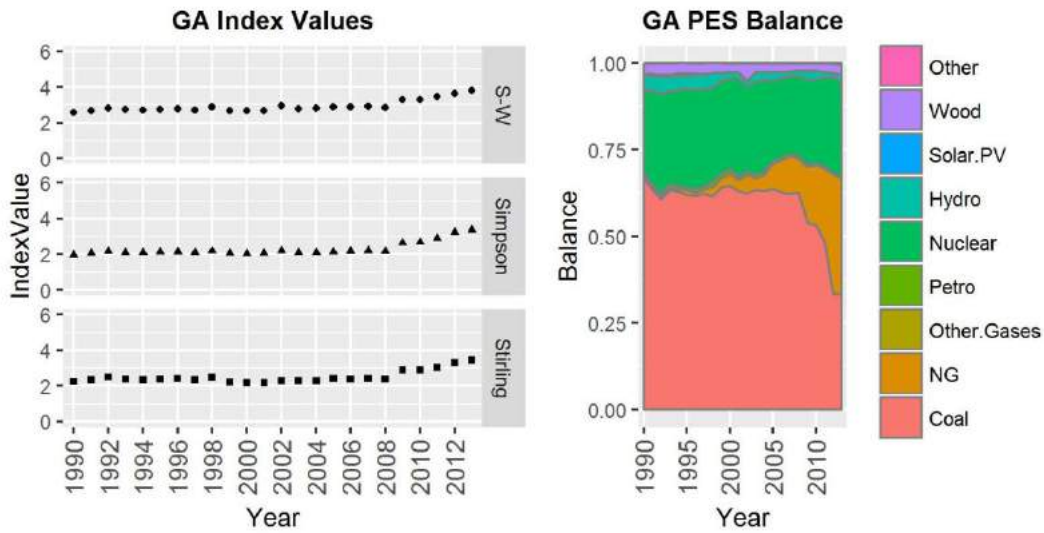 GA Index Values
IndexValue
6
4
2
0
S-W
6
4
2
0
Simpson
6
4
2
0
Stirling
1990
1992
1994
1996
1998
2000
2002
2004
2006
2008
2010
2012
Year
GA PES Balance
Balance
1.00
0.75
0.50
0.25
0.00
1990
1995
2000
2005
2010
Year
Other
Wood
Solar.PV
Hydro
Nuclear
Petro
Other.Gases
NG
Coal